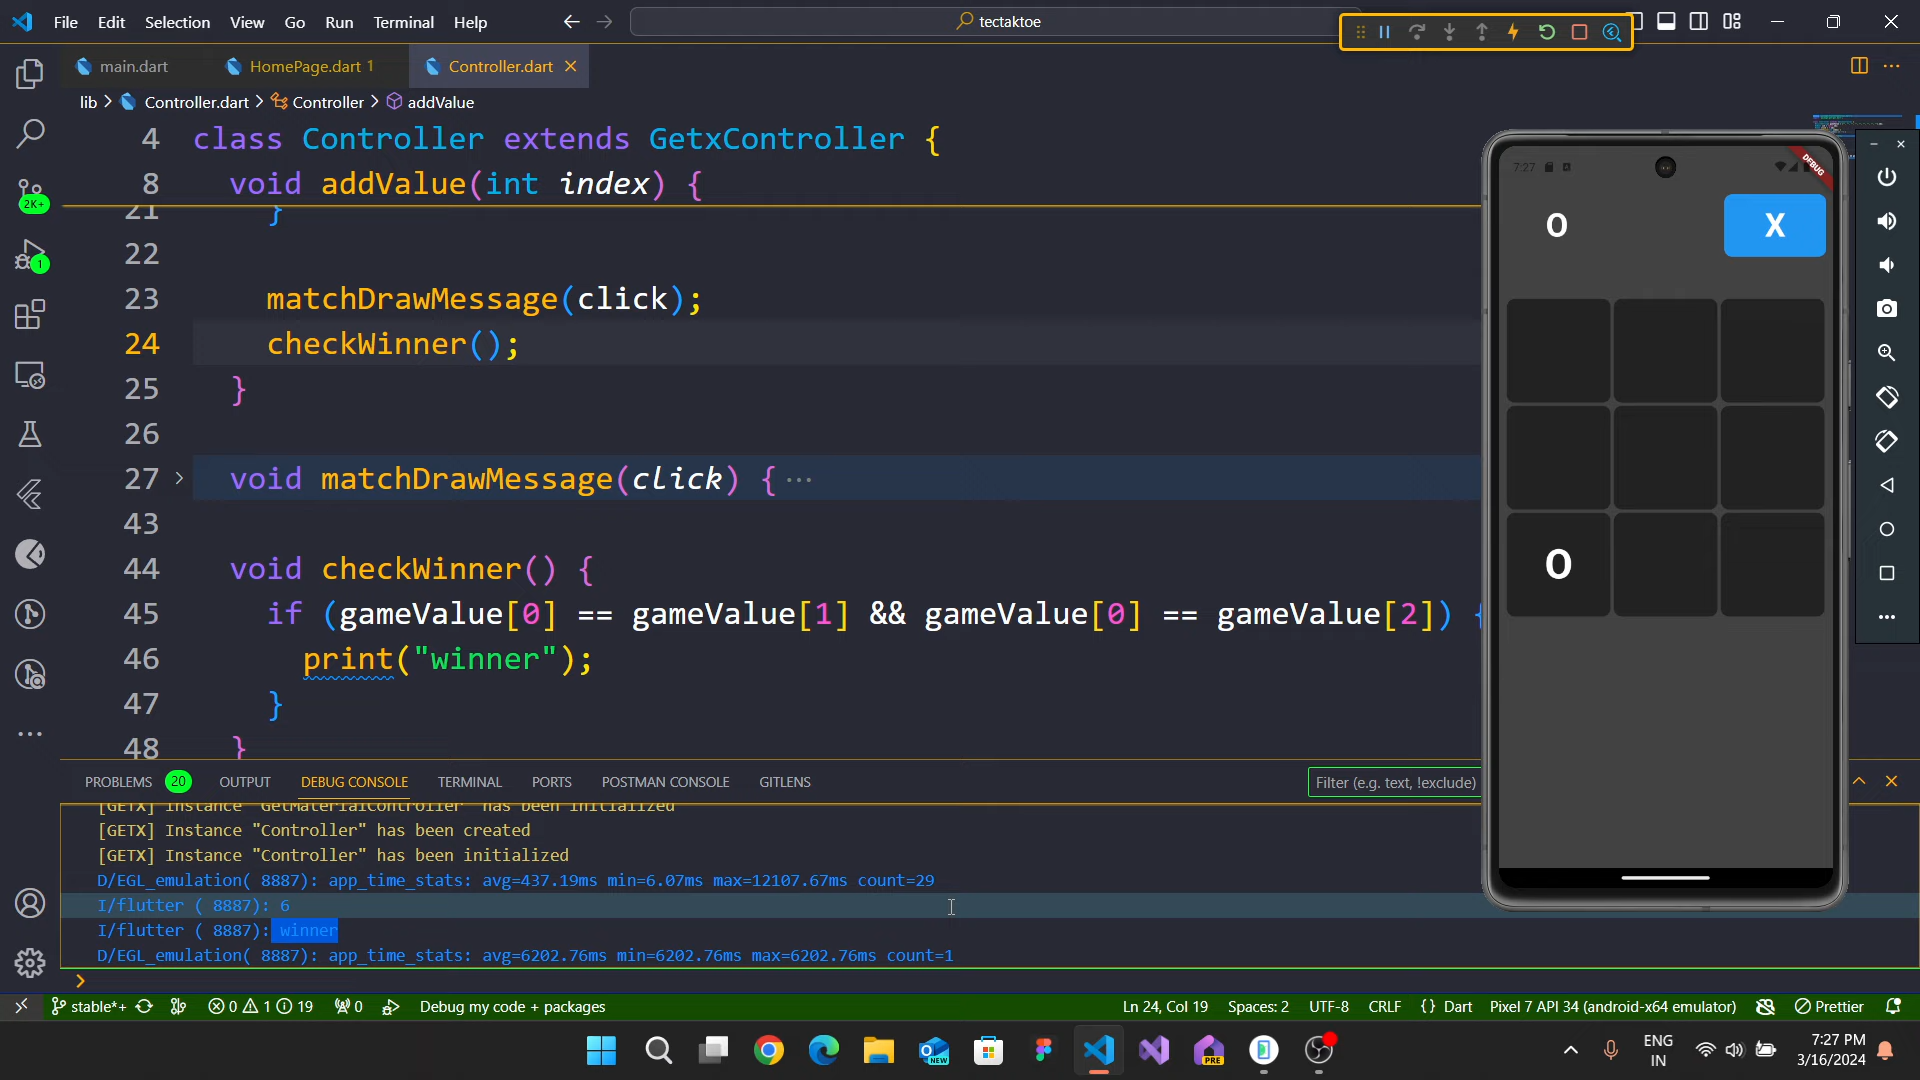 File Edit Selection View Go Run Terminal Help
tectaktoe
main.dart HomePage.dart 1 Controller.dart
lib > Controller.dart > Controller > addValue
4 class Controller extends GetxController {
8 void addValue(int index) {
21 }
22
23 matchDrawMessage(click);
24 checkWinner();
25 }
26
27 void matchDrawMessage(click) { ···
43
44 void checkWinner() {
45 if (gameValue[0] == gameValue[1] && gameValue[0] == gameValue[2]) {
46 print("winner");
47 }
48 }
2K+
1
7:27
DEBUG
O X
O
PROBLEMS 20 OUTPUT DEBUG CONSOLE TERMINAL PORTS POSTMAN CONSOLE GITLENS
Filter (e.g. text, !exclude)
[GETX] Instance "GetMaterialController" has been initialized
[GETX] Instance "Controller" has been created
[GETX] Instance "Controller" has been initialized
D/EGL_emulation( 8887): app_time_stats: avg=437.19ms min=6.07ms max=12107.67ms count=29
I/flutter ( 8887): 6
I/flutter ( 8887): winner
D/EGL_emulation( 8887): app_time_stats: avg=6202.76ms min=6202.76ms max=6202.76ms count=1
>
stable*+ 0 1 19 0 Debug my code + packages Ln 24, Col 19 Spaces: 2 UTF-8 CRLF {} Dart Pixel 7 API 34 (android-x64 emulator) Prettier
NEW
PRE
ENG
IN
7:27 PM
3/16/2024